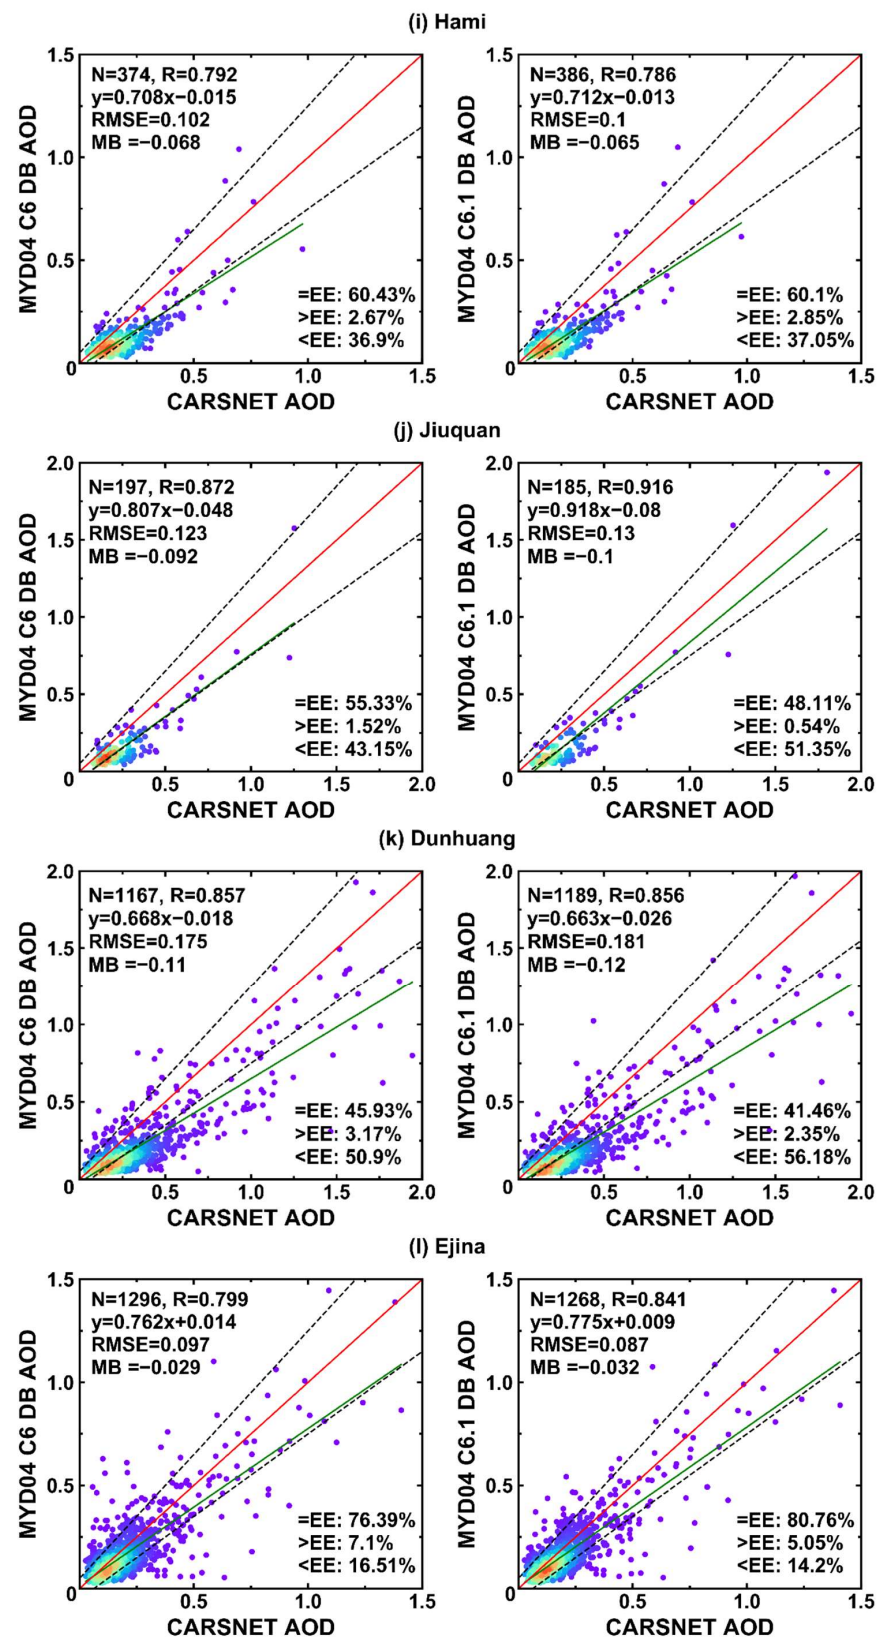 (i) Hami
1.5
1.0
0.5
0
0.5
1.0
1.5
MYD04 C6 DB AOD
CARSNET AOD
N=374, R=0.792
y=0.708x−0.015
RMSE=0.102
MB =−0.068
=EE: 60.43%
>EE: 2.67%
<EE: 36.9%
1.5
1.0
0.5
0
0.5
1.0
1.5
MYD04 C6.1 DB AOD
CARSNET AOD
N=386, R=0.786
y=0.712x−0.013
RMSE=0.1
MB =−0.065
=EE: 60.1%
>EE: 2.85%
<EE: 37.05%
(j) Jiuquan
2.0
1.5
1.0
0.5
0
0.5
1.0
1.5
2.0
MYD04 C6 DB AOD
CARSNET AOD
N=197, R=0.872
y=0.807x−0.048
RMSE=0.123
MB =−0.092
=EE: 55.33%
>EE: 1.52%
<EE: 43.15%
2.0
1.5
1.0
0.5
0
0.5
1.0
1.5
2.0
MYD04 C6.1 DB AOD
CARSNET AOD
N=185, R=0.916
y=0.918x−0.08
RMSE=0.13
MB =−0.1
=EE: 48.11%
>EE: 0.54%
<EE: 51.35%
(k) Dunhuang
2.0
1.5
1.0
0.5
0
0.5
1.0
1.5
2.0
MYD04 C6 DB AOD
CARSNET AOD
N=1167, R=0.857
y=0.668x−0.018
RMSE=0.175
MB =−0.11
=EE: 45.93%
>EE: 3.17%
<EE: 50.9%
2.0
1.5
1.0
0.5
0
0.5
1.0
1.5
2.0
MYD04 C6.1 DB AOD
CARSNET AOD
N=1189, R=0.856
y=0.663x−0.026
RMSE=0.181
MB =−0.12
=EE: 41.46%
>EE: 2.35%
<EE: 56.18%
(l) Ejina
1.5
1.0
0.5
0
0.5
1.0
1.5
MYD04 C6 DB AOD
CARSNET AOD
N=1296, R=0.799
y=0.762x+0.014
RMSE=0.097
MB =−0.029
=EE: 76.39%
>EE: 7.1%
<EE: 16.51%
1.5
1.0
0.5
0
0.5
1.0
1.5
MYD04 C6.1 DB AOD
CARSNET AOD
N=1268, R=0.841
y=0.775x+0.009
RMSE=0.087
MB =−0.032
=EE: 80.76%
>EE: 5.05%
<EE: 14.2%